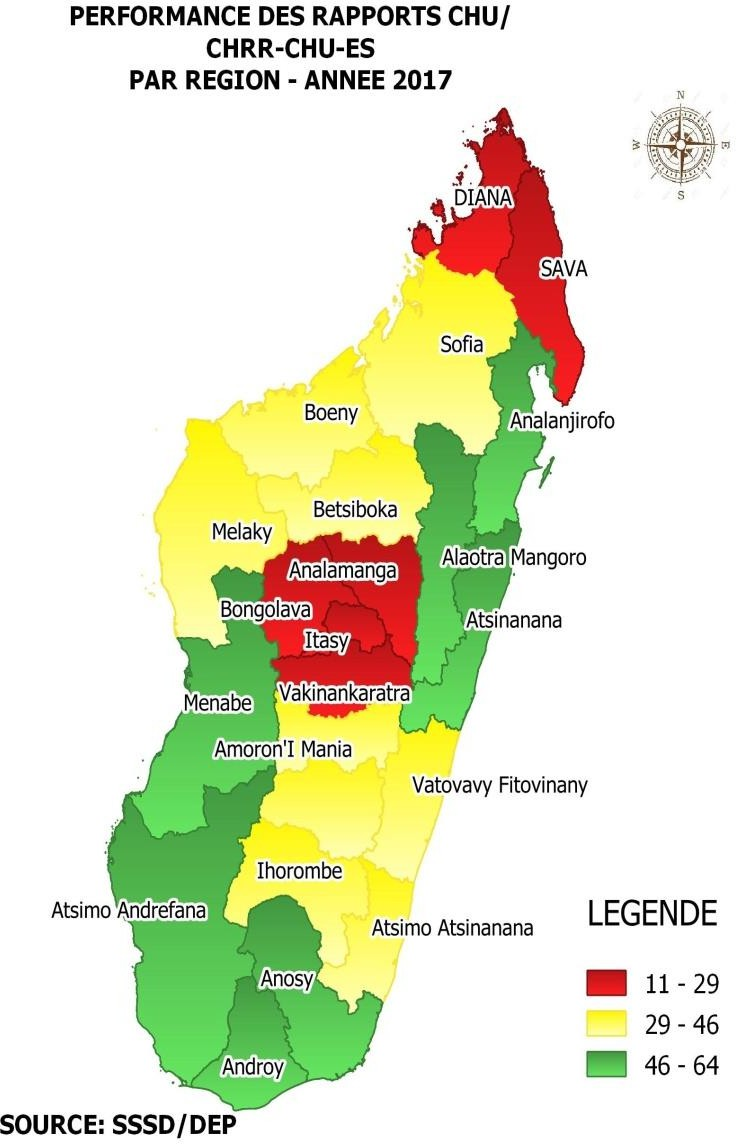 PERFORMANCE DES RAPPORTS CHU/
CHRR-CHU-ES
PAR REGION - ANNEE 2017
N
W
E
S
DIANA
SAVA
Sofia
Boeny
Analanjirofo
Betsiboka
Melaky
Alaotra Mangoro
Analamanga
Bongolava
Atsinanana
Itasy
Vakinankaratra
Menabe
Amoron'I Mania
Vatovavy Fitovinany
Ihorombe
Atsimo Andrefana
Atsimo Atsinanana
Anosy
Androy
LEGENDE
11 - 29
29 - 46
46 - 64
SOURCE: SSSD/DEP